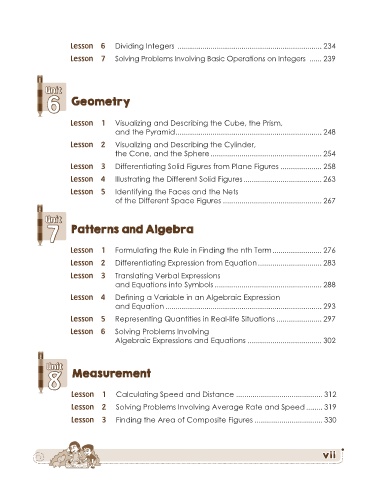 Lesson 6 Dividing Integers ................................................................ 234
Lesson 7 Solving Problems Involving Basic Operations on Integers ...... 239
Unit
6 Geometry
Lesson 1 Visualizing and Describing the Cube, the Prism,
and the Pyramid................................................................ 248
Lesson 2 Visualizing and Describing the Cylinder,
the Cone, and the Sphere................................................ 254
Lesson 3 Differentiating Solid Figures from Plane Figures .................. 258
Lesson 4 Illustrating the Different Solid Figures .................................. 263
Lesson 5 Identifying the Faces and the Nets
of the Different Space Figures ........................................... 267
Unit
7 Patterns and Algebra
Lesson 1 Formulating the Rule in Finding the nth Term ..................... 276
Lesson 2 Differentiating Expression from Equation............................ 283
Lesson 3 Translating Verbal Expressions
and Equations into Symbols .............................................. 288
Lesson 4 Defining a Variable in an Algebraic Expression
and Equation .................................................................... 293
Lesson 5 Representing Quantities in Real-life Situations .................... 297
Lesson 6 Solving Problems Involving
Algebraic Expressions and Equations ................................ 302
Unit
8 Measurement
Lesson 1 Calculating Speed and Distance ..................................... 312
Lesson 2 Solving Problems Involving Average Rate and Speed ........ 319
Lesson 3 Finding the Area of Composite Figures .............................. 330
vii